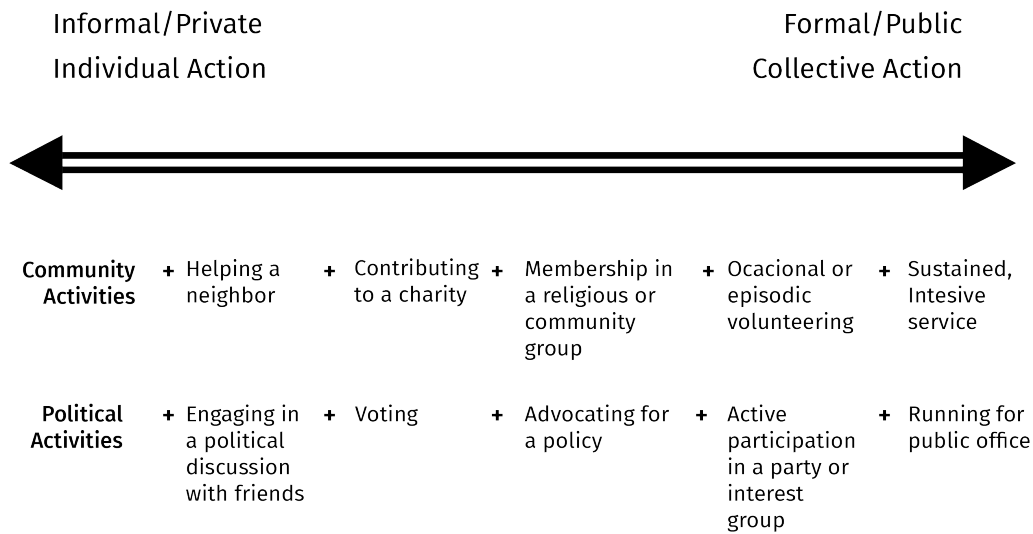 Informal/Private
Individual Action
Formal/Public
Collective Action
Community
Activities
+ Helping a
neighbor
+ Contributing
to a charity
+ Membership in
a religious or
community
group
+ Ocacional or
episodic
volunteering
+ Sustained,
Intesive
service
Political
Activities
+ Engaging in
a political
discussion
with friends
+ Voting
+ Advocating for
a policy
+ Active
participation
in a party or
interest
group
+ Running for
public office